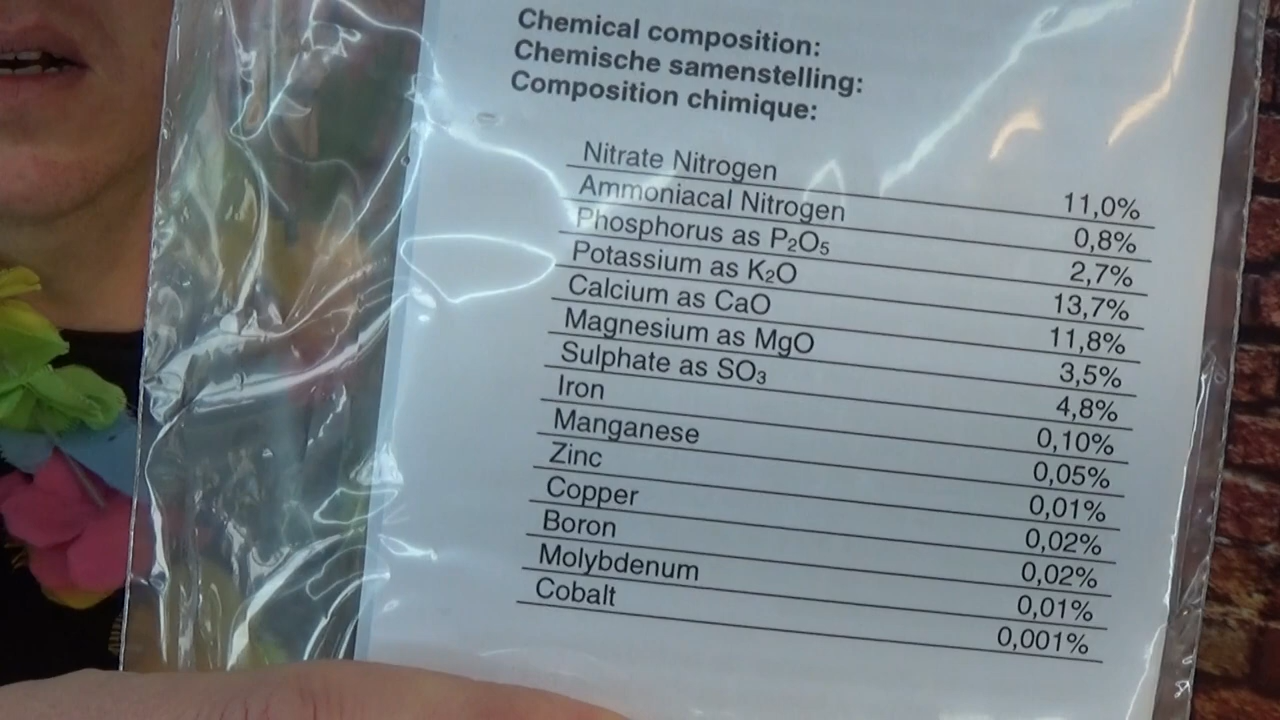 Chemical composition:
Chemische samenstelling:
Composition chimique:
Nitrate Nitrogen 11,0%
Ammoniacal Nitrogen 0,8%
Phosphorus as P₂O₅ 2,7%
Potassium as K₂O 13,7%
Calcium as CaO 11,8%
Magnesium as MgO 3,5%
Sulphate as SO₃ 4,8%
Iron 0,10%
Manganese 0,05%
Zinc 0,01%
Copper 0,02%
Boron 0,02%
Molybdenum 0,01%
Cobalt 0,001%